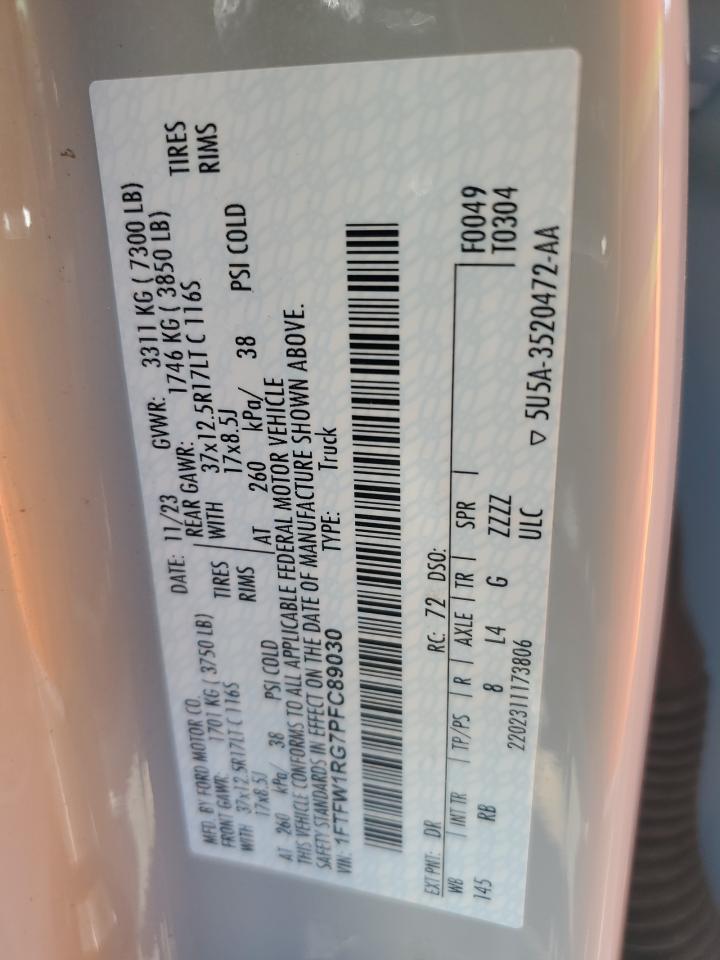 MFD. BY FORD MOTOR CO.
DATE: 11/23 GVWR: 3311 KG ( 7300 LB)
FRONT GAWR: 1701 KG ( 3750 LB) REAR GAWR: 1746 KG ( 3850 LB)
WITH 37x12.5R17LT C 116S TIRES WITH 37x12.5R17LT C 116S TIRES
17x8.5J RIMS 17x8.5J RIMS
AT 260 kPa/ 38 PSI COLD AT 260 kPa/ 38 PSI COLD
THIS VEHICLE CONFORMS TO ALL APPLICABLE FEDERAL MOTOR VEHICLE
SAFETY STANDARDS IN EFFECT ON THE DATE OF MANUFACTURE SHOWN ABOVE.
VIN: 1FTFW1RG7PFC89030 TYPE: Truck
EXT PNT: DR RC: 72 DSO: F0049
WB INT TR TP/PS R AXLE TR SPR T0304
145 RB 8 L4 G ZZZZ
2202311173806 ULC ▽ 5U5A-3520472-AA